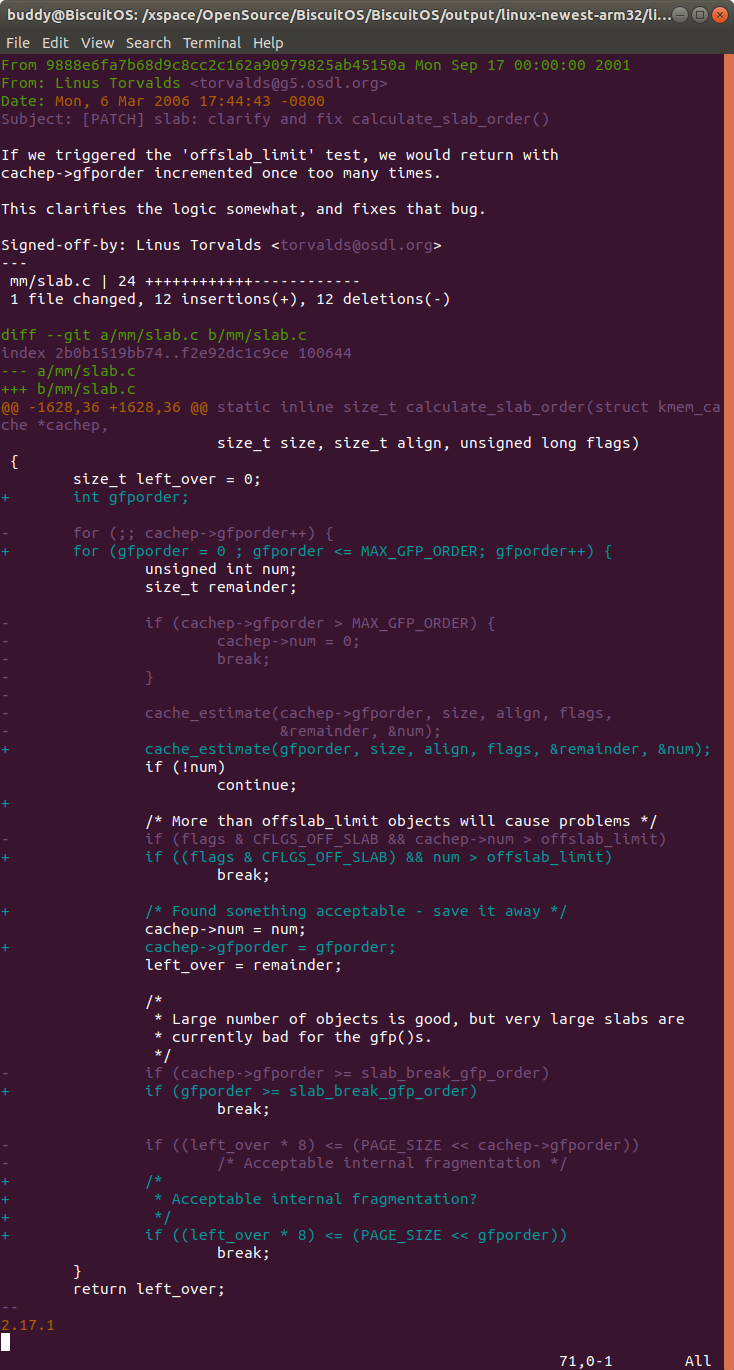 buddy@BiscuitOS: /xspace/OpenSource/BiscuitOS/BiscuitOS/output/linux-newest-arm32/li...
File Edit View Search Terminal Help
From 9888e6fa7b68d9c8cc2c162a90979825ab45150a Mon Sep 17 00:00:00 2001
From: Linus Torvalds <torvalds@g5.osdl.org>
Date: Mon, 6 Mar 2006 17:44:43 -0800
Subject: [PATCH] slab: clarify and fix calculate_slab_order()

If we triggered the 'offslab_limit' test, we would return with
cachep->gfporder incremented once too many times.

This clarifies the logic somewhat, and fixes that bug.

Signed-off-by: Linus Torvalds <torvalds@osdl.org>
---
 mm/slab.c | 24 ++++++++++++------------
 1 file changed, 12 insertions(+), 12 deletions(-)

diff --git a/mm/slab.c b/mm/slab.c
index 2b0b1519bb74..f2e92dc1c9ce 100644
--- a/mm/slab.c
+++ b/mm/slab.c
@@ -1628,36 +1628,36 @@ static inline size_t calculate_slab_order(struct kmem_ca
che *cachep,
                        size_t size, size_t align, unsigned long flags)
 {
        size_t left_over = 0;
+       int gfporder;

-       for (;; cachep->gfporder++) {
+       for (gfporder = 0 ; gfporder <= MAX_GFP_ORDER; gfporder++) {
                unsigned int num;
                size_t remainder;

-               if (cachep->gfporder > MAX_GFP_ORDER) {
-                       cachep->num = 0;
-                       break;
-               }
-
-               cache_estimate(cachep->gfporder, size, align, flags,
-                              &remainder, &num);
+               cache_estimate(gfporder, size, align, flags, &remainder, &num);
                if (!num)
                        continue;
+
                /* More than offslab_limit objects will cause problems */
-               if (flags & CFLGS_OFF_SLAB && cachep->num > offslab_limit)
+               if ((flags & CFLGS_OFF_SLAB) && num > offslab_limit)
                        break;

+               /* Found something acceptable - save it away */
                cachep->num = num;
+               cachep->gfporder = gfporder;
                left_over = remainder;

                /*
                 * Large number of objects is good, but very large slabs are
                 * currently bad for the gfp()s.
                 */
-               if (cachep->gfporder >= slab_break_gfp_order)
+               if (gfporder >= slab_break_gfp_order)
                        break;

-               if ((left_over * 8) <= (PAGE_SIZE << cachep->gfporder))
-                       /* Acceptable internal fragmentation */
+               /*
+                * Acceptable internal fragmentation?
+                */
+               if ((left_over * 8) <= (PAGE_SIZE << gfporder))
                        break;
        }
        return left_over;
--
2.17.1
71,0-1 All